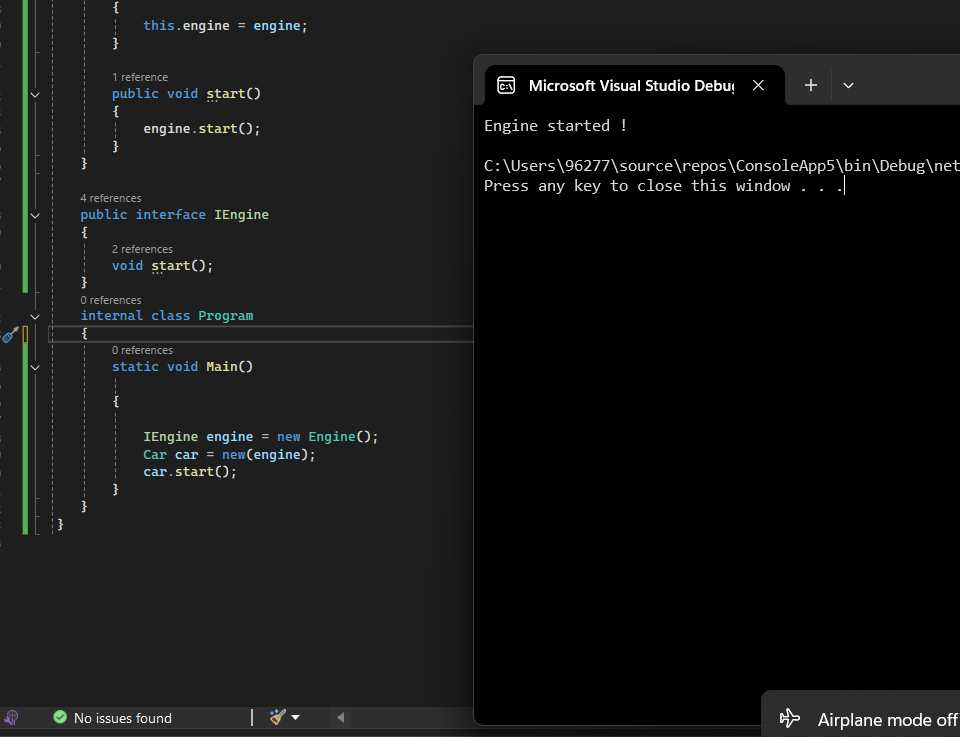 {
this.engine = engine;
}
1 reference
public void start()
{
engine.start();
}
}
4 references
public interface IEngine
{
2 references
void start();
}
0 references
internal class Program
{
0 references
static void Main()
{
IEngine engine = new Engine();
Car car = new(engine);
car.start();
}
}
}
No issues found
Microsoft Visual Studio Debug
Engine started !
C:\Users\96277\source\repos\ConsoleApp5\bin\Debug\net
Press any key to close this window . . .
Airplane mode off